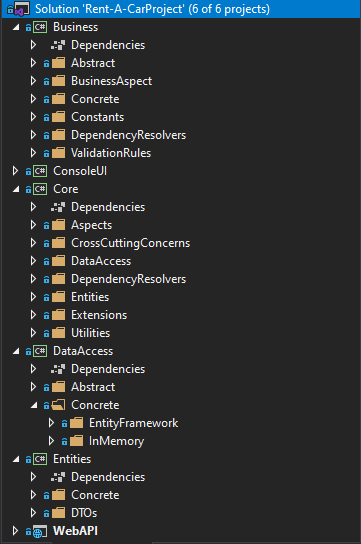 Solution 'Rent-A-CarProject' (6 of 6 projects)
C# Business
Dependencies
Abstract
BusinessAspect
Concrete
Constants
DependencyResolvers
ValidationRules
C# ConsoleUI
C# Core
Dependencies
Aspects
CrossCuttingConcerns
DataAccess
DependencyResolvers
Entities
Extensions
Utilities
C# DataAccess
Dependencies
Abstract
Concrete
EntityFramework
InMemory
C# Entities
Dependencies
Concrete
DTOs
WebAPI